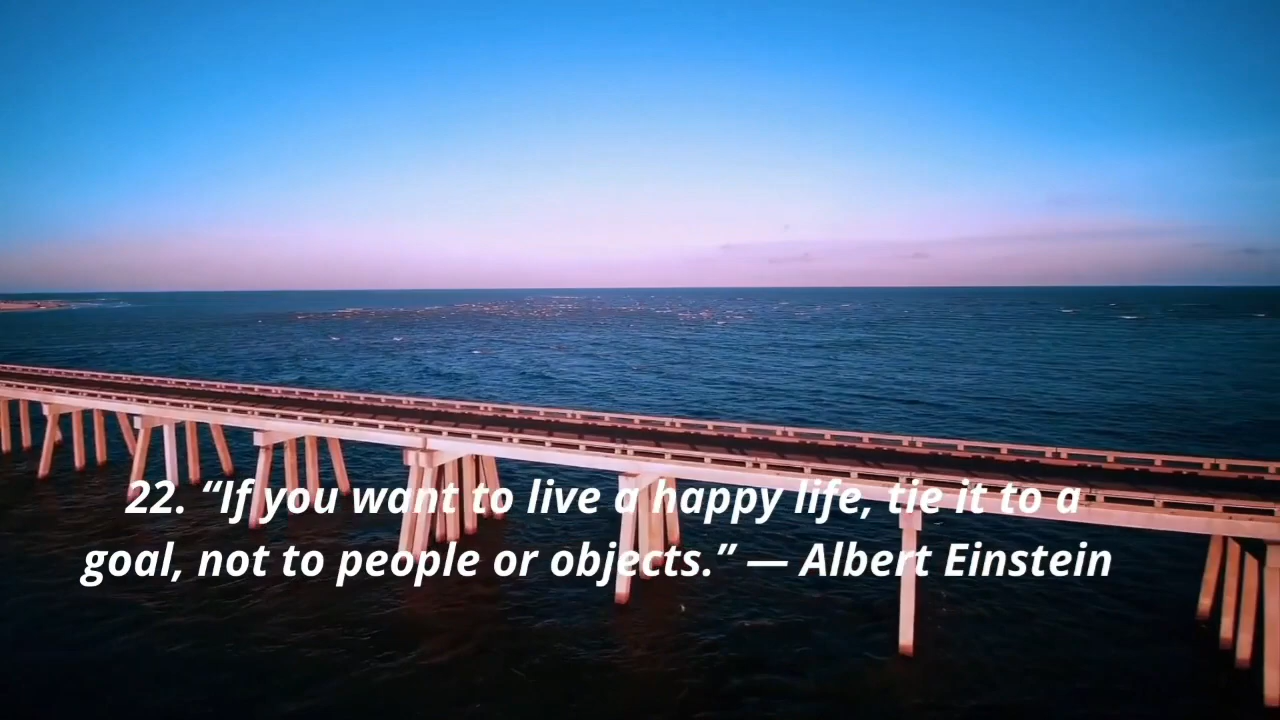 22. “If you want to live a happy life, tie it to a
goal, not to people or objects.” — Albert Einstein